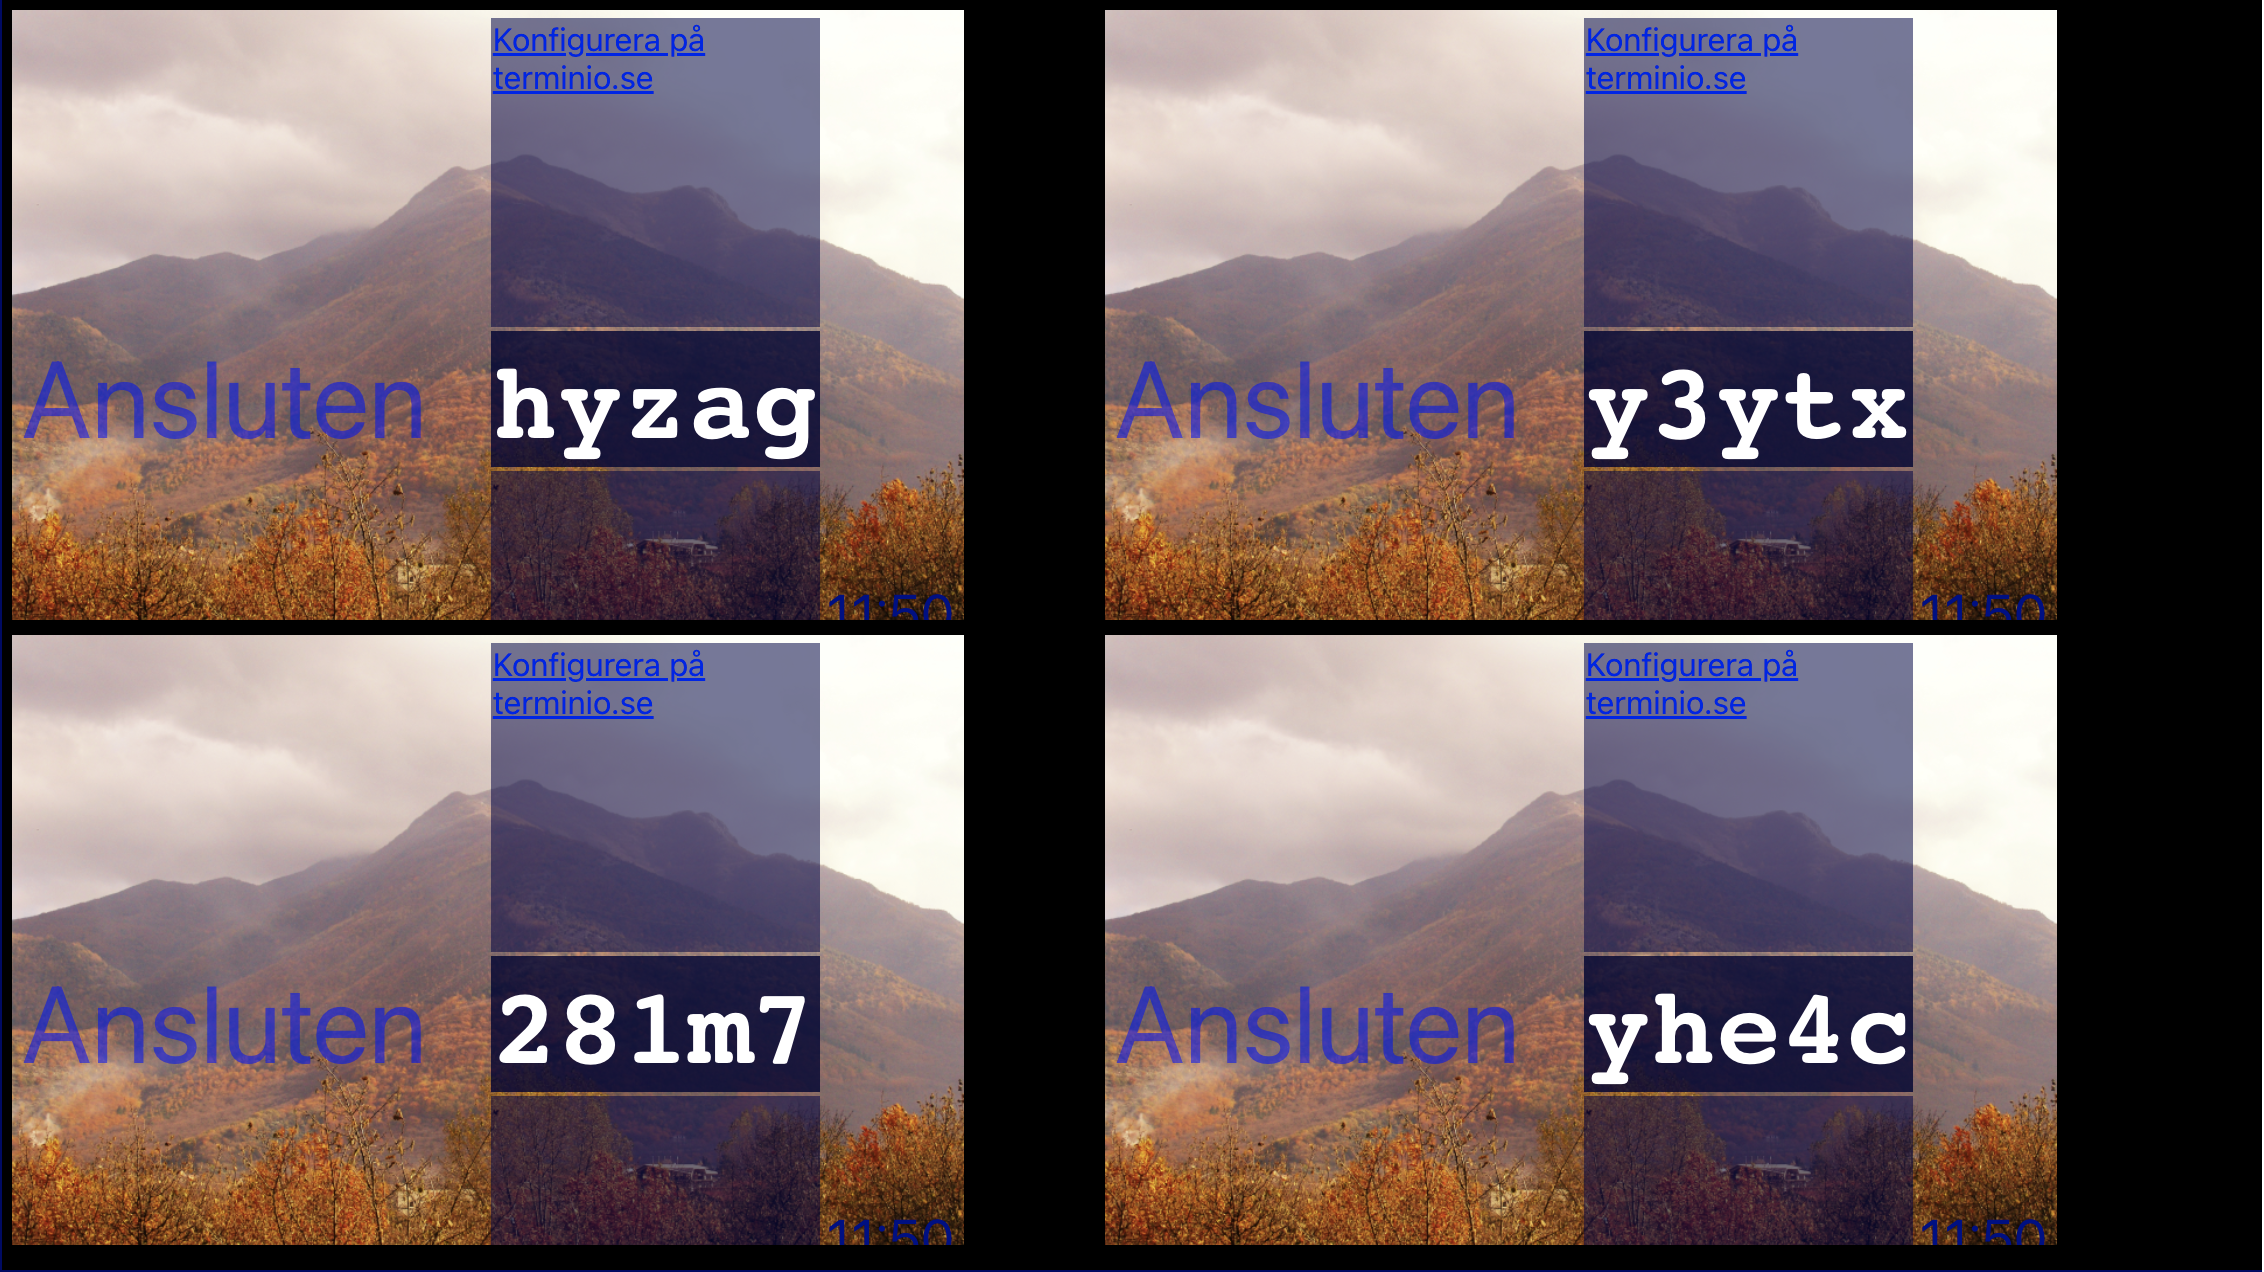 Konfigurera på
terminio.se
Ansluten
hyzag
11:50
Konfigurera på
terminio.se
Ansluten
y3ytx
11:50
Konfigurera på
terminio.se
Ansluten
281m7
11:50
Konfigurera på
terminio.se
Ansluten
yhe4c
11:50